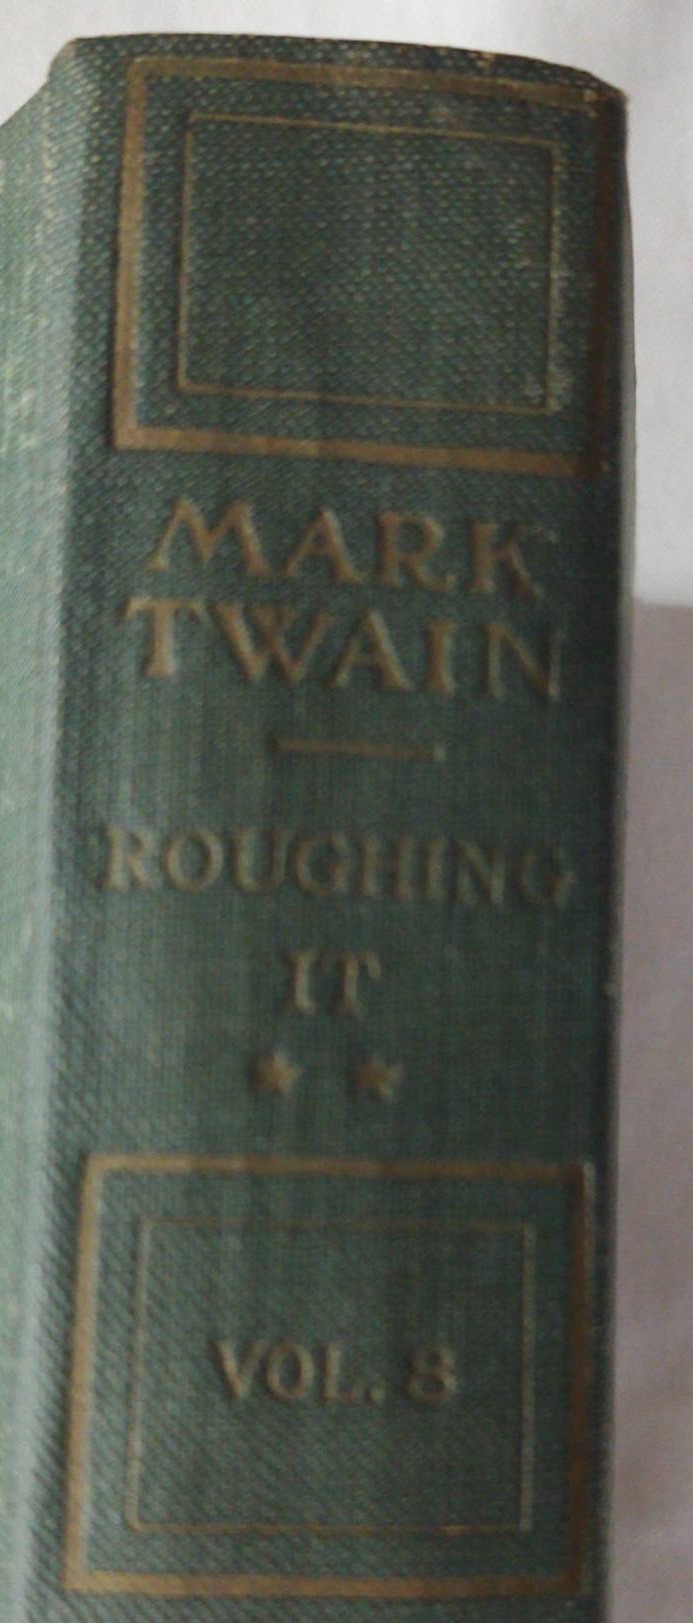 MARK
TWAIN
ROUGHING
IT
★ ★
VOL. 8